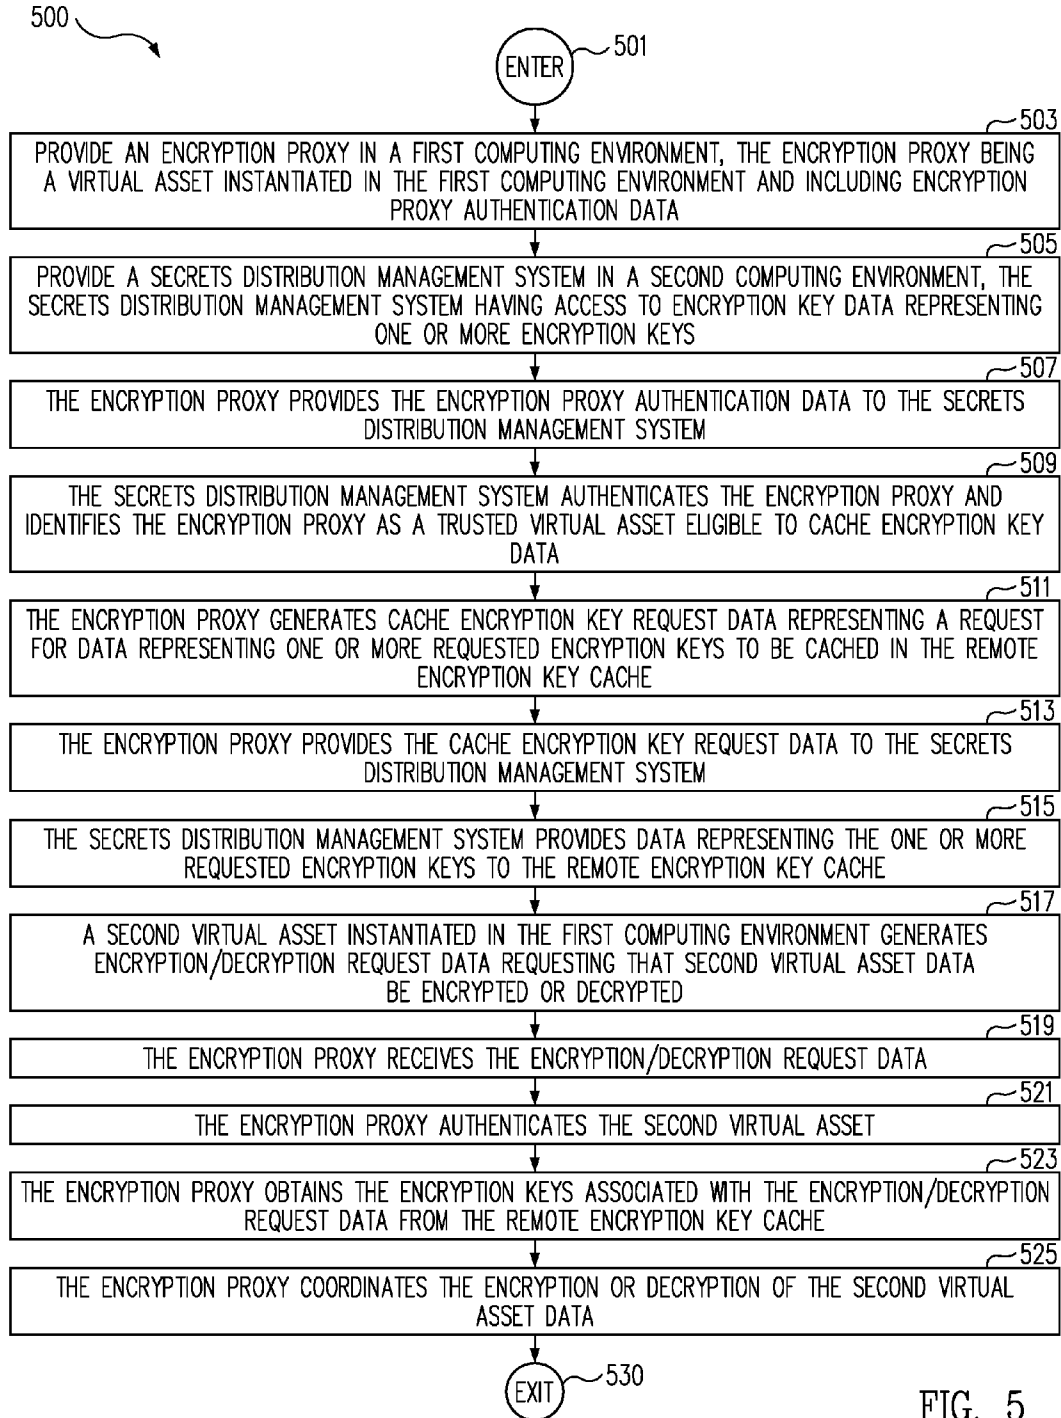 500
501
ENTER
503
PROVIDE AN ENCRYPTION PROXY IN A FIRST COMPUTING ENVIRONMENT, THE ENCRYPTION PROXY BEING
A VIRTUAL ASSET INSTANTIATED IN THE FIRST COMPUTING ENVIRONMENT AND INCLUDING ENCRYPTION
PROXY AUTHENTICATION DATA
505
PROVIDE A SECRETS DISTRIBUTION MANAGEMENT SYSTEM IN A SECOND COMPUTING ENVIRONMENT, THE
SECRETS DISTRIBUTION MANAGEMENT SYSTEM HAVING ACCESS TO ENCRYPTION KEY DATA REPRESENTING
ONE OR MORE ENCRYPTION KEYS
507
THE ENCRYPTION PROXY PROVIDES THE ENCRYPTION PROXY AUTHENTICATION DATA TO THE SECRETS
DISTRIBUTION MANAGEMENT SYSTEM
509
THE SECRETS DISTRIBUTION MANAGEMENT SYSTEM AUTHENTICATES THE ENCRYPTION PROXY AND
IDENTIFIES THE ENCRYPTION PROXY AS A TRUSTED VIRTUAL ASSET ELIGIBLE TO CACHE ENCRYPTION KEY
DATA
511
THE ENCRYPTION PROXY GENERATES CACHE ENCRYPTION KEY REQUEST DATA REPRESENTING A REQUEST
FOR DATA REPRESENTING ONE OR MORE REQUESTED ENCRYPTION KEYS TO BE CACHED IN THE REMOTE
ENCRYPTION KEY CACHE
513
THE ENCRYPTION PROXY PROVIDES THE CACHE ENCRYPTION KEY REQUEST DATA TO THE SECRETS
DISTRIBUTION MANAGEMENT SYSTEM
515
THE SECRETS DISTRIBUTION MANAGEMENT SYSTEM PROVIDES DATA REPRESENTING THE ONE OR MORE
REQUESTED ENCRYPTION KEYS TO THE REMOTE ENCRYPTION KEY CACHE
517
A SECOND VIRTUAL ASSET INSTANTIATED IN THE FIRST COMPUTING ENVIRONMENT GENERATES
ENCRYPTION/DECRYPTION REQUEST DATA REQUESTING THAT SECOND VIRTUAL ASSET DATA
BE ENCRYPTED OR DECRYPTED
519
THE ENCRYPTION PROXY RECEIVES THE ENCRYPTION/DECRYPTION REQUEST DATA
521
THE ENCRYPTION PROXY AUTHENTICATES THE SECOND VIRTUAL ASSET.
523
THE ENCRYPTION PROXY OBTAINS THE ENCRYPTION KEYS ASSOCIATED WITH THE ENCRYPTION/DECRYPTION
REQUEST DATA FROM THE REMOTE ENCRYPTION KEY CACHE
525
THE ENCRYPTION PROXY COORDINATES THE ENCRYPTION OR DECRYPTION OF THE SECOND VIRTUAL
ASSET DATA
530
EXIT
FIG. 5